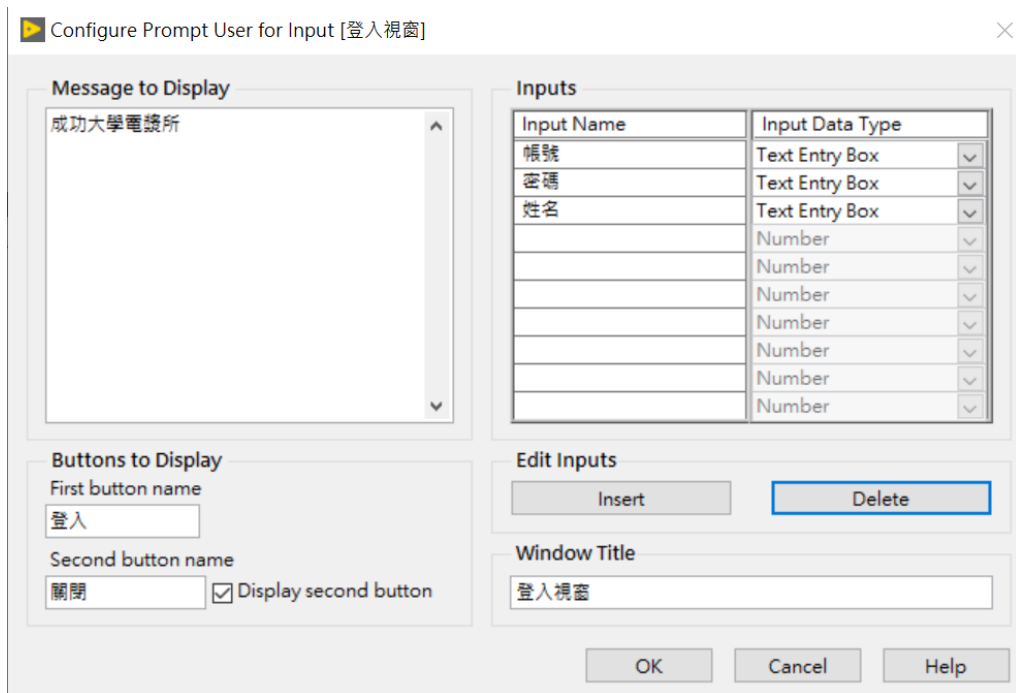 Configure Prompt User for Input [登入視窗]
Message to Display
成功大學電漿所
Inputs
Input Name
Input Data Type
帳號
Text Entry Box
密碼
Text Entry Box
姓名
Text Entry Box
Number
Number
Number
Number
Number
Number
Number
Buttons to Display
First button name
登入
Second button name
關閉
Display second button
Edit Inputs
Insert
Delete
Window Title
登入視窗
OK
Cancel
Help